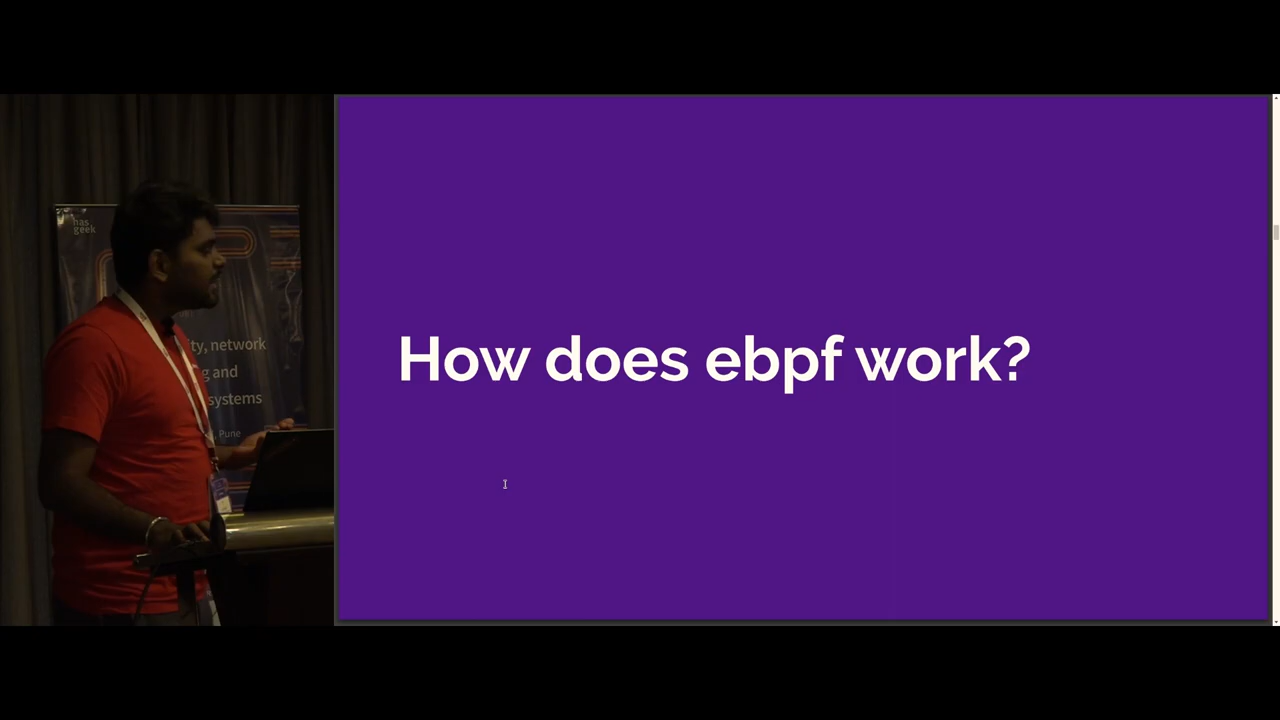 has
geek
ity, network
g and
systems
, Pune
How does ebpf work?